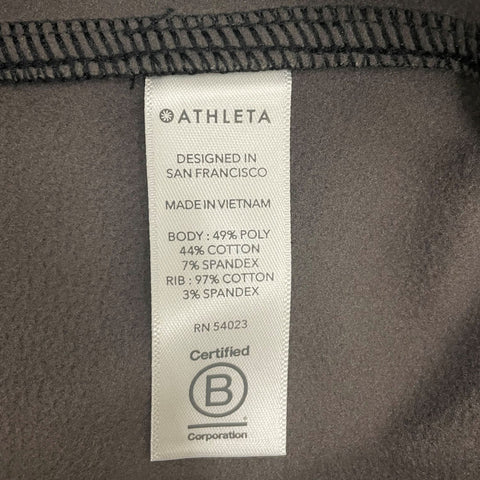 ATHLETA
DESIGNED IN
SAN FRANCISCO
MADE IN VIETNAM
BODY : 49% POLY
44% COTTON
7% SPANDEX
RIB : 97% COTTON
3% SPANDEX
RN 54023
Certified
B
Corporation